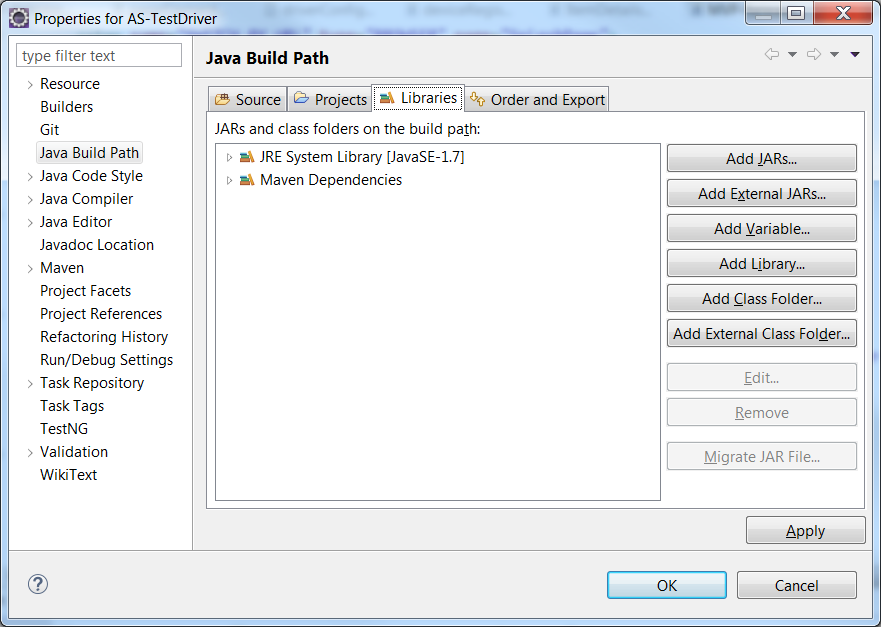 Properties for AS-TestDriver
type filter text
Resource
Builders
Git
Java Build Path
Java Code Style
Java Compiler
Java Editor
Javadoc Location
Maven
Project Facets
Project References
Refactoring History
Run/Debug Settings
Task Repository
Task Tags
TestNG
Validation
WikiText
Java Build Path
Source Projects Libraries Order and Export
JARs and class folders on the build path:
JRE System Library [JavaSE-1.7]
Maven Dependencies
Add JARs...
Add External JARs...
Add Variable...
Add Library...
Add Class Folder...
Add External Class Folder...
Edit...
Remove
Migrate JAR File...
Apply
OK Cancel